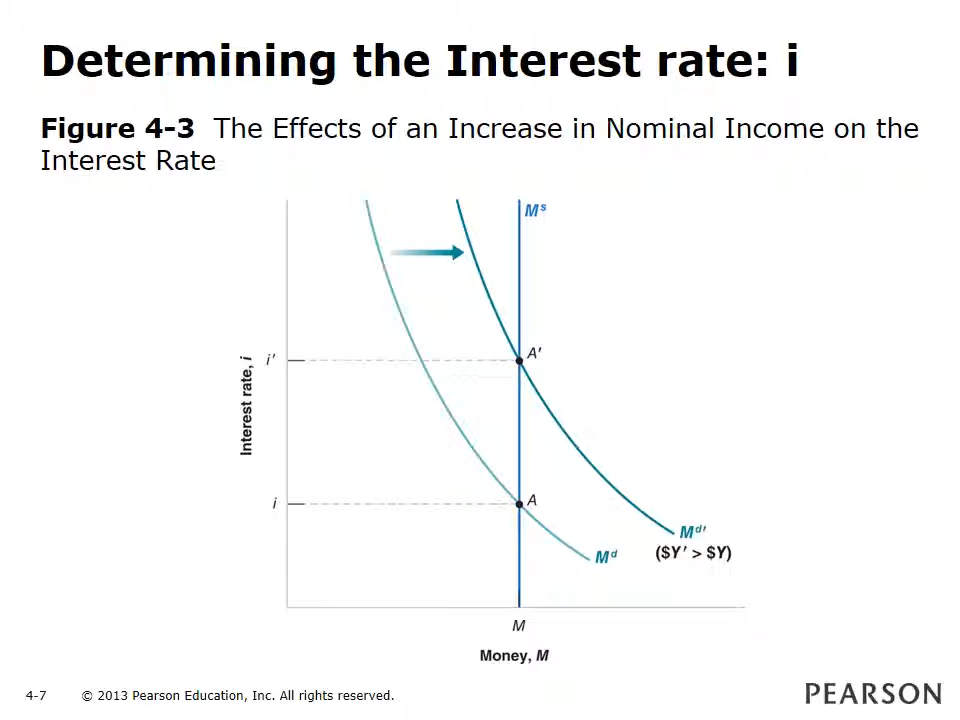 Determining the Interest rate: i
Figure 4-3 The Effects of an Increase in Nominal Income on the
Interest Rate
Mˢ
A′
i′
Interest rate, i
A
i
Mᵈ′
($Y′ > $Y)
Mᵈ
M
Money, M
4-7 © 2013 Pearson Education, Inc. All rights reserved.
PEARSON